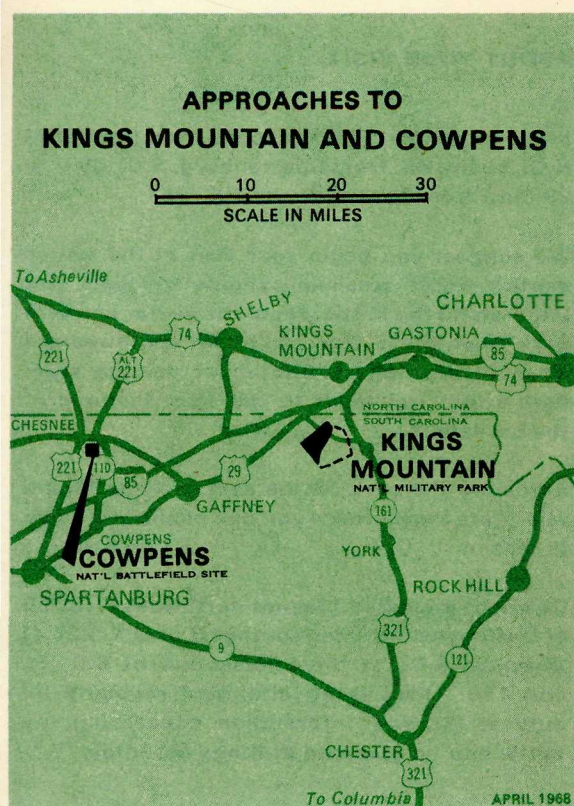 APPROACHES TO
KINGS MOUNTAIN AND COWPENS
0 10 20 30
SCALE IN MILES
To Asheville
SHELBY
CHARLOTTE
74
KINGS
MOUNTAIN
GASTONIA
85
221
ALT
221
74
NORTH CAROLINA
SOUTH CAROLINA
CHESNEE
KINGS
MOUNTAIN
NAT'L MILITARY PARK
221
110
85
29
GAFFNEY
161
COWPENS
COWPENS
NAT'L BATTLEFIELD SITE
YORK
SPARTANBURG
ROCK HILL
321
9
121
CHESTER
321
To Columbia
APRIL 1968